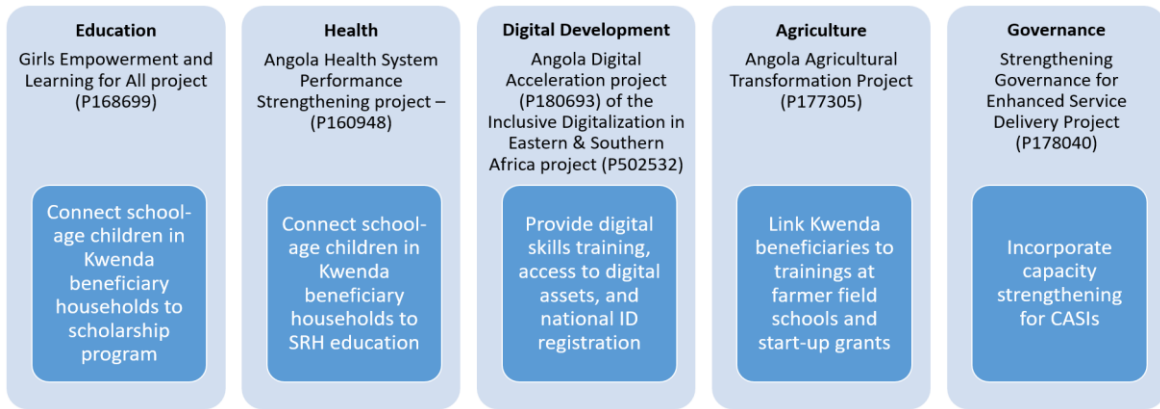 Education
Girls Empowerment and
Learning for All project
(P168699)
Connect school-
age children in
Kwenda
beneficiary
households to
scholarship
program
Health
Angola Health System
Performance
Strengthening project –
(P160948)
Connect school-
age children in
Kwenda
beneficiary
households to
SRH education
Digital Development
Angola Digital
Acceleration project
(P180693) of the
Inclusive Digitalization in
Eastern & Southern
Africa project (P502532)
Provide digital
skills training,
access to digital
assets, and
national ID
registration
Agriculture
Angola Agricultural
Transformation Project
(P177305)
Link Kwenda
beneficiaries to
trainings at
farmer field
schools and
start-up grants
Governance
Strengthening
Governance for
Enhanced Service
Delivery Project
(P178040)
Incorporate
capacity
strengthening
for CASIs